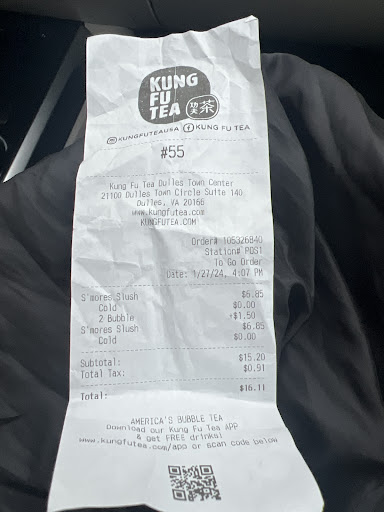 KUNG
FU
TEA
功夫茶
KUNGFUTEAUSA KUNG FU TEA
#55
Kung Fu Tea Dulles Town Center
21100 Dulles Town Circle Suite 140
Dulles, VA 20166
www.kungfutea.com
KUNGFUTEA.COM
Order# 105326840
Station# POS1
To Go Order
Date: 1/27/24, 4:07 PM
S'mores Slush $6.85
Cold $0.00
2 Bubble +$1.50
S'mores Slush $6.85
Cold $0.00
Subtotal: $15.20
Total Tax: $0.91
Total: $16.11
AMERICA'S BUBBLE TEA
Download our Kung Fu Tea APP
& Get FREE drinks!
www.kungfutea.com/app or scan code below